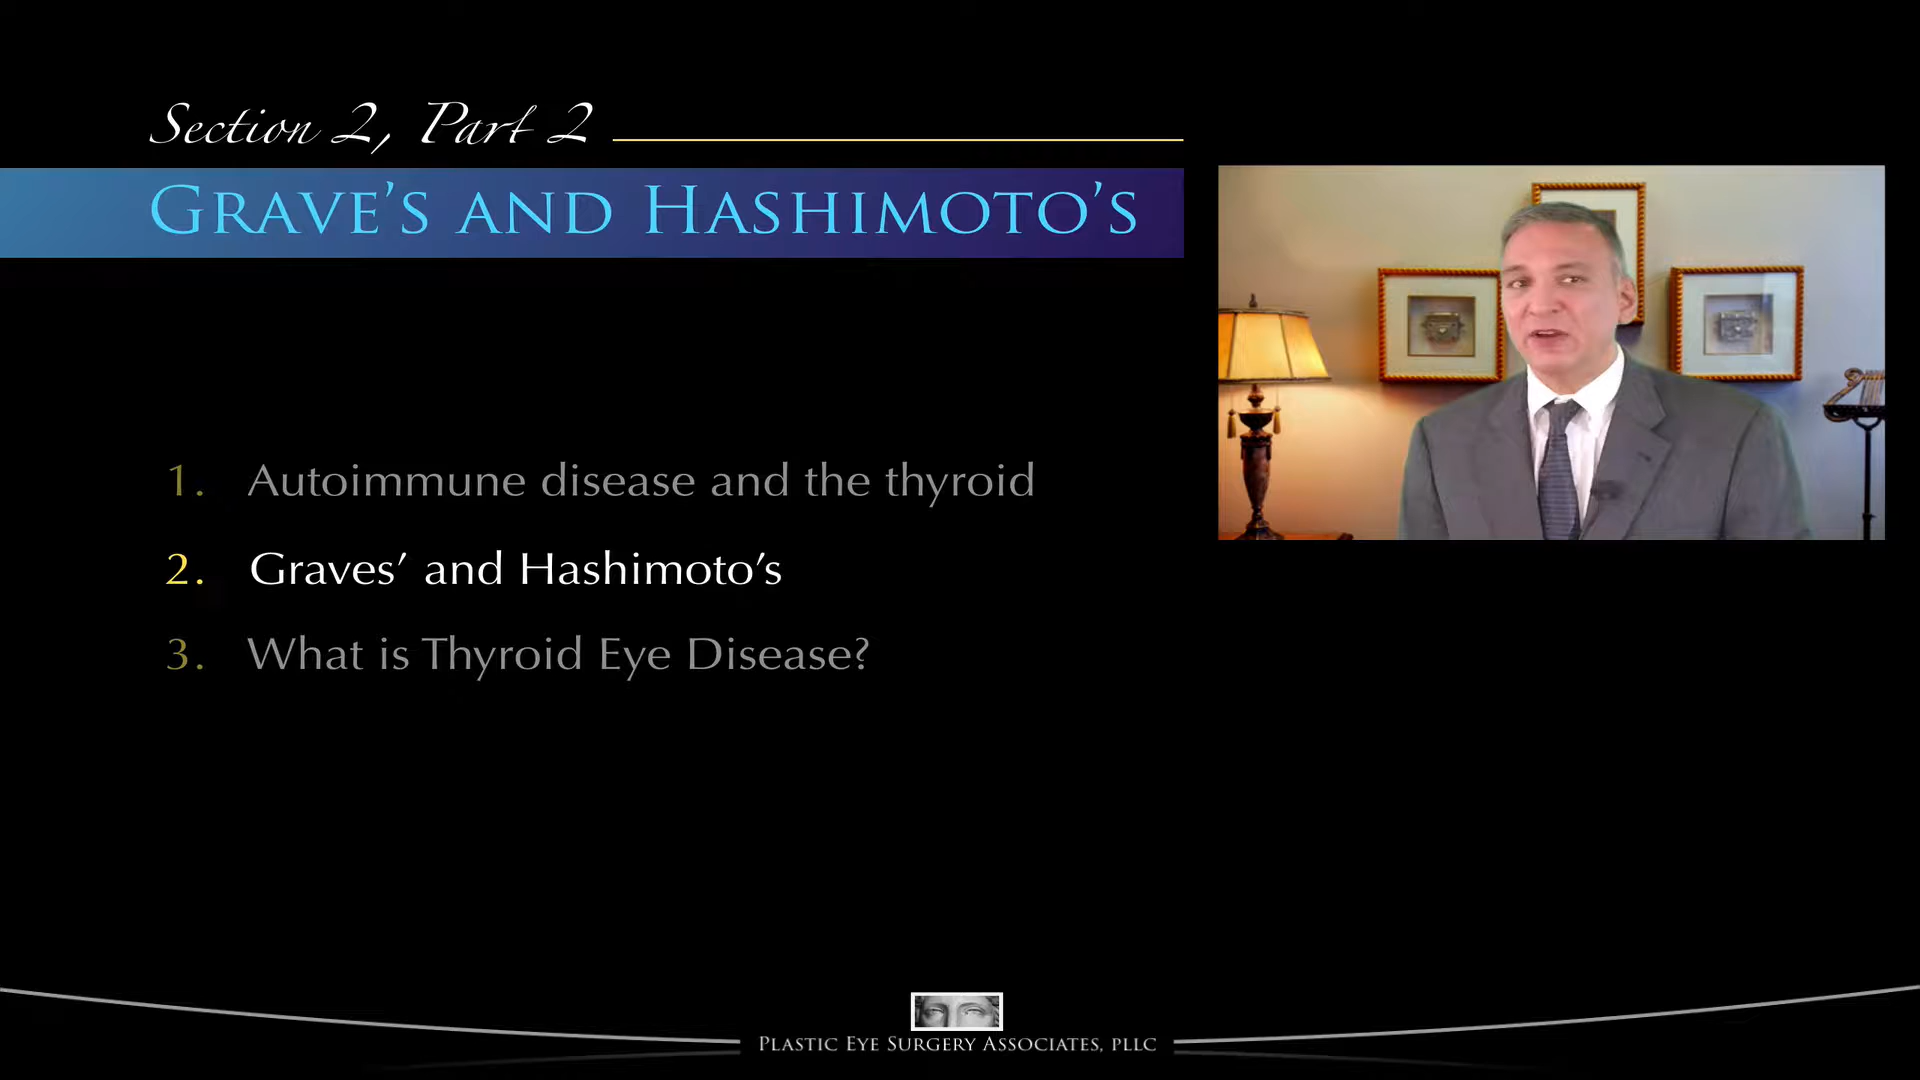 Section 2, Part 2
Grave's and Hashimoto's
1. Autoimmune disease and the thyroid
2. Graves' and Hashimoto's
3. What is Thyroid Eye Disease?
Plastic Eye Surgery Associates, PLLC